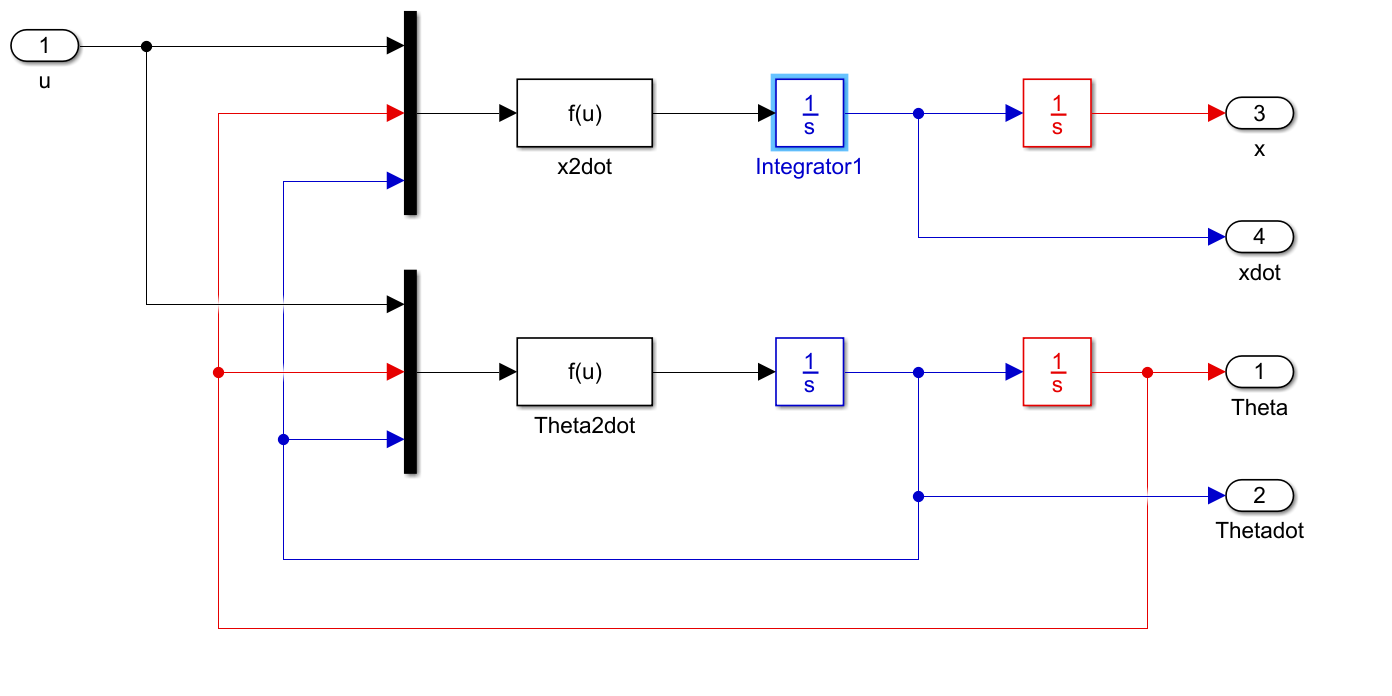 1
u
f(u)
x2dot
1
s
Integrator1
1
s
3
x
4
xdot
f(u)
Theta2dot
1
s
1
s
1
Theta
2
Thetadot